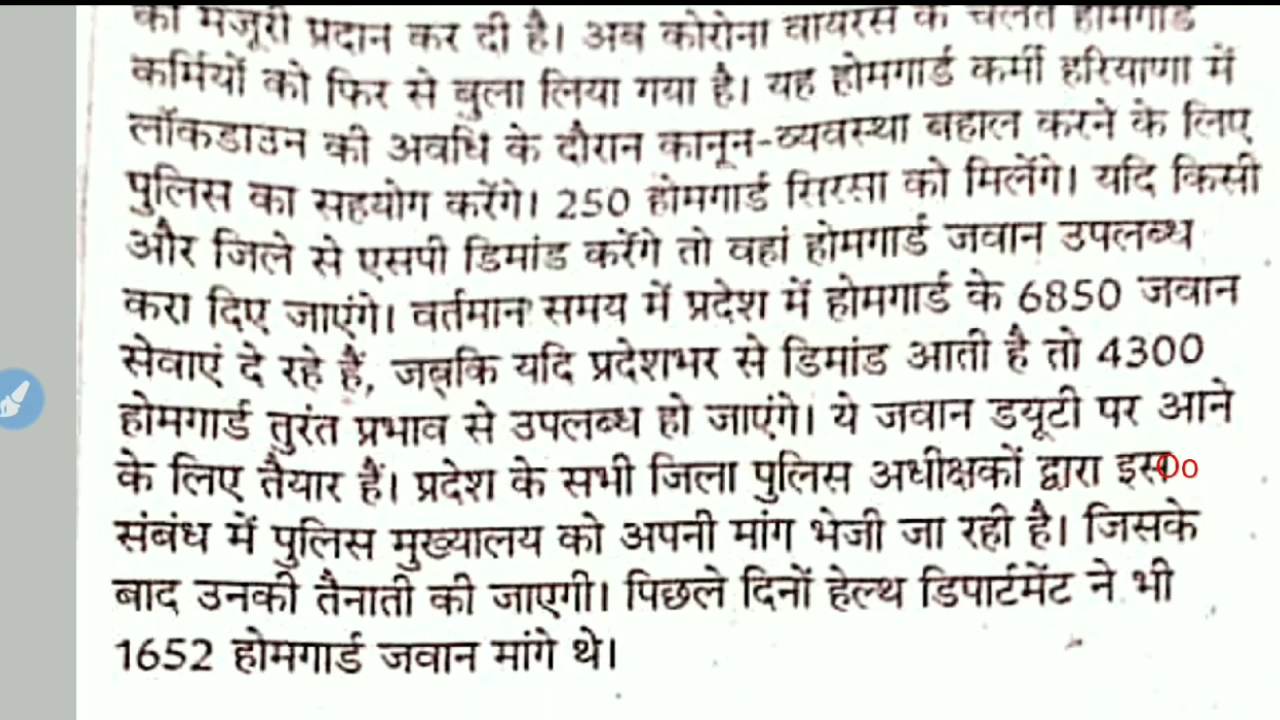 को मंजूरी प्रदान कर दी है। अब कोरोना वायरस के चलते होमगार्ड
कर्मियों को फिर से बुला लिया गया है। यह होमगार्ड कर्मी हरियाणा में
लॉकडाउन की अवधि के दौरान कानून-व्यवस्था बहाल करने के लिए
पुलिस का सहयोग करेंगे। 250 होमगार्ड सिरसा को मिलेंगे। यदि किसी
और जिले से एसपी डिमांड करेंगे तो वहां होमगार्ड जवान उपलब्ध
करा दिए जाएंगे। वर्तमान समय में प्रदेश में होमगार्ड के 6850 जवान
सेवाएं दे रहे हैं, जबकि यदि प्रदेशभर से डिमांड आती है तो 4300
होमगार्ड तुरंत प्रभाव से उपलब्ध हो जाएंगे। ये जवान डयूटी पर आने
के लिए तैयार हैं। प्रदेश के सभी जिला पुलिस अधीक्षकों द्वारा इस
संबंध में पुलिस मुख्यालय को अपनी मांग भेजी जा रही है। जिसके
बाद उनकी तैनाती की जाएगी। पिछले दिनों हेल्थ डिपार्टमेंट ने भी
1652 होमगार्ड जवान मांगे थे।